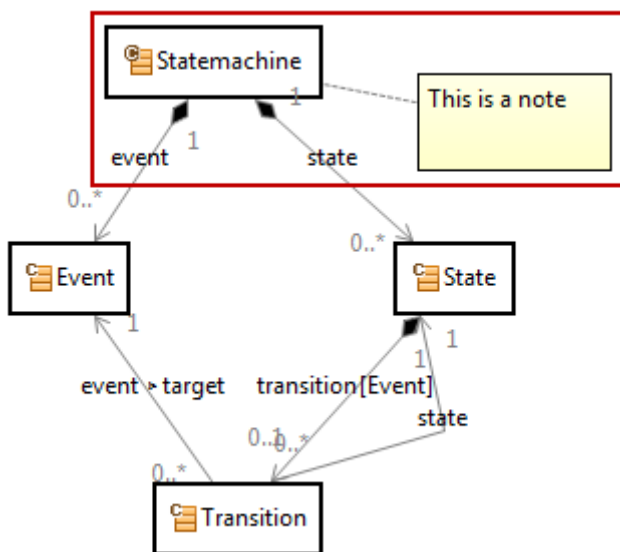 C Statemachine
This is a note
1
1
event
state
0..*
0..*
C Event
C State
1
1
1
event ▸ target
transition[Event]
state
0..1
0..*
0..*
C Transition